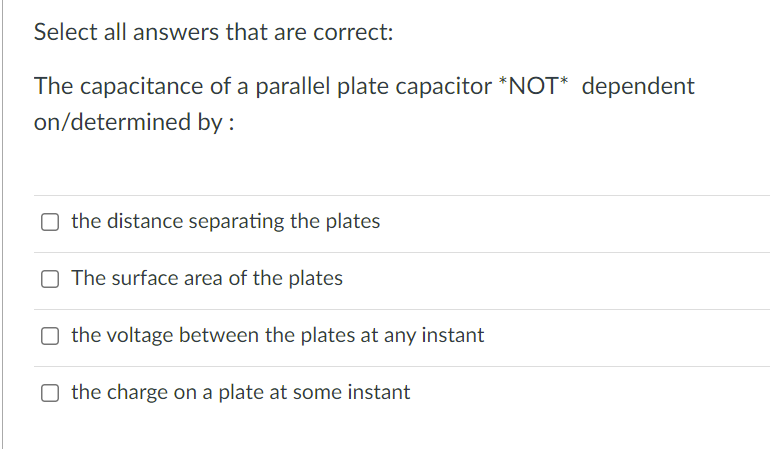 Select all answers that are correct:
The capacitance of a parallel plate capacitor *NOT* dependent
on/determined by :
the distance separating the plates
The surface area of the plates
the voltage between the plates at any instant
the charge on a plate at some instant